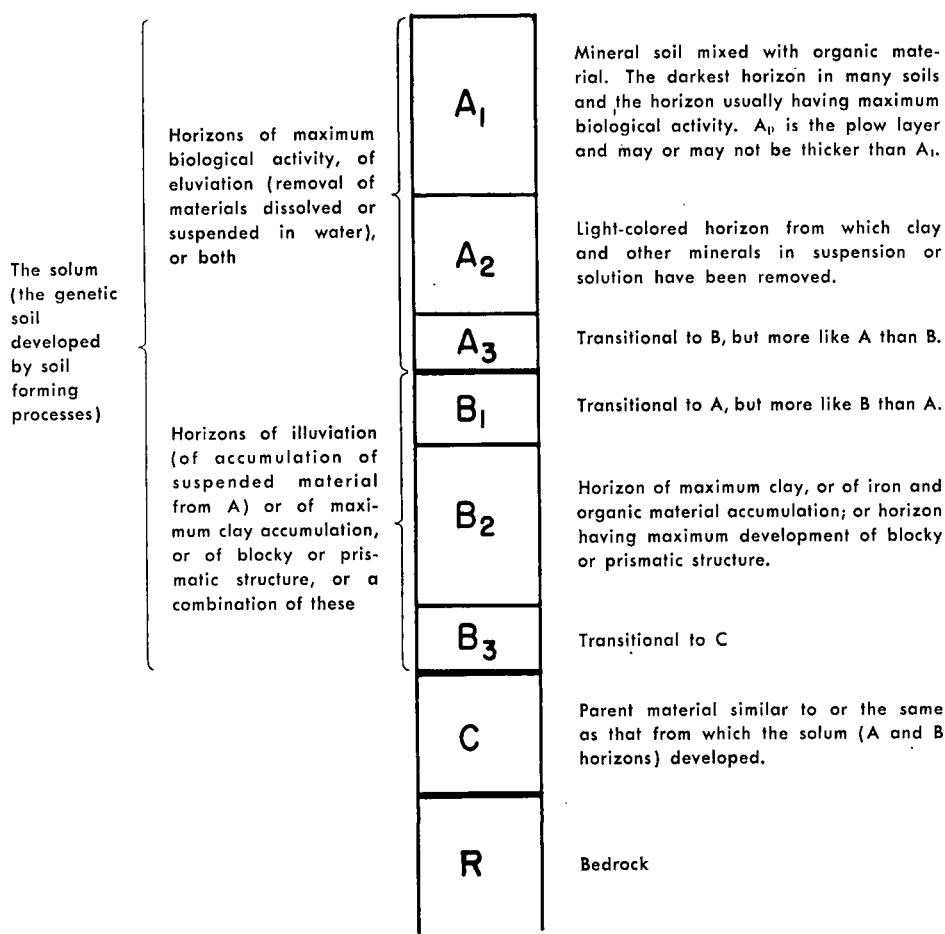 The solum
(the genetic
soil
developed
by soil
forming
processes)
Horizons of maximum
biological activity, of
eluviation (removal of
materials dissolved or
suspended in water),
or both
Horizons of illuviation
(of accumulation of
suspended material
from A) or of maxi-
mum clay accumulation,
or of blocky or pris-
matic structure, or a
combination of these
A₁
Mineral soil mixed with organic mate-
rial. The darkest horizon in many soils
and the horizon usually having maximum
biological activity. Aₚ is the plow layer
and may or may not be thicker than A₁.
A₂
Light-colored horizon from which clay
and other minerals in suspension or
solution have been removed.
A₃
Transitional to B, but more like A than B.
B₁
Transitional to A, but more like B than A.
B₂
Horizon of maximum clay, or of iron and
organic material accumulation; or horizon
having maximum development of blocky
or prismatic structure.
B₃
Transitional to C
C
Parent material similar to or the same
as that from which the solum (A and B
horizons) developed.
R
Bedrock